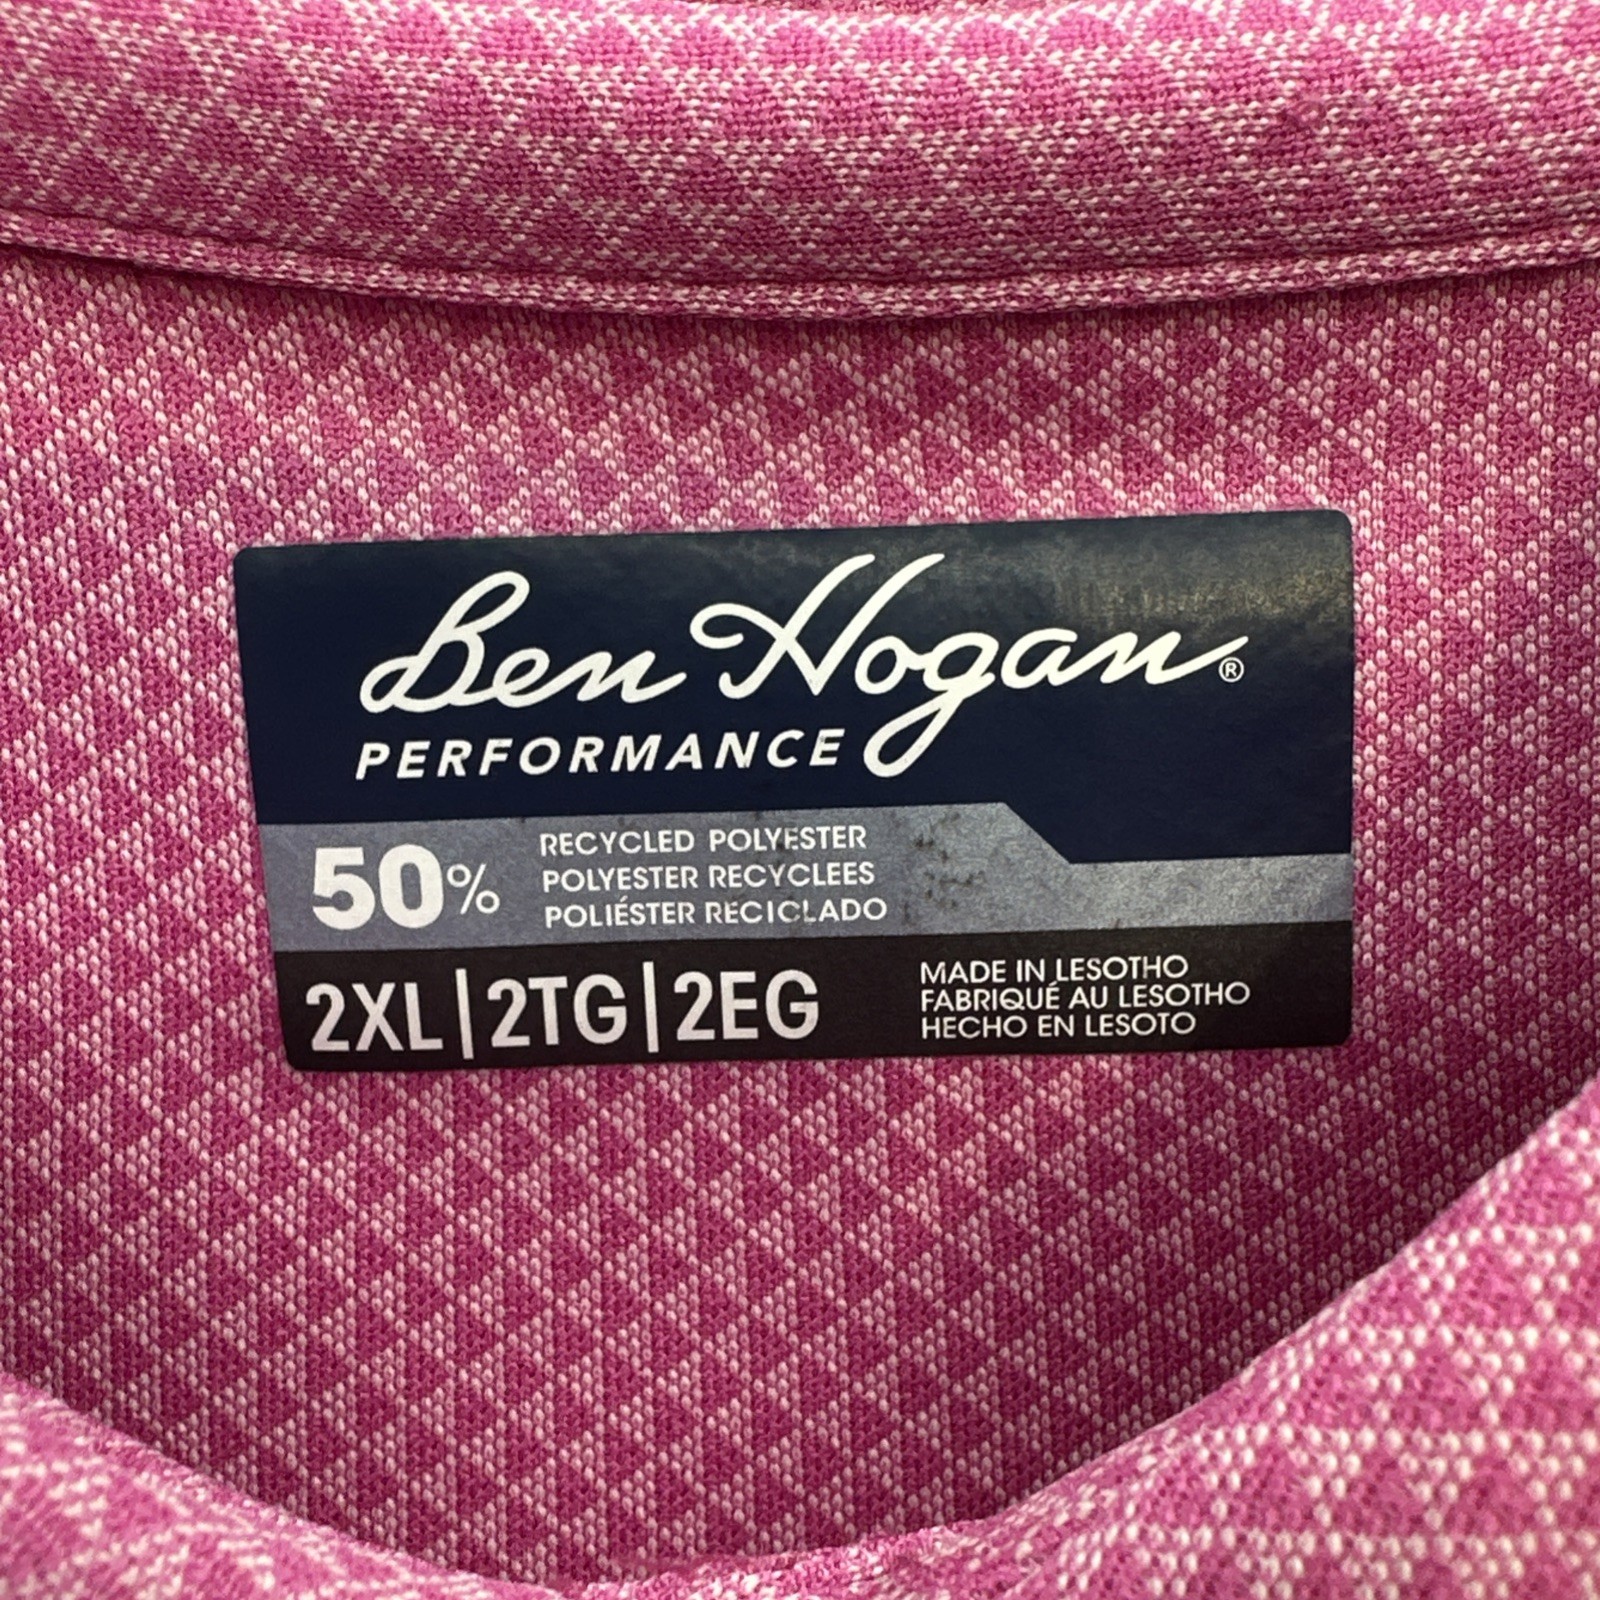 Ben Hogan®
PERFORMANCE
50%
RECYCLED POLYESTER
POLYESTER RECYCLEES
POLIÉSTER RECICLADO
2XL|2TG|2EG
MADE IN LESOTHO
FABRIQUÉ AU LESOTHO
HECHO EN LESOTO